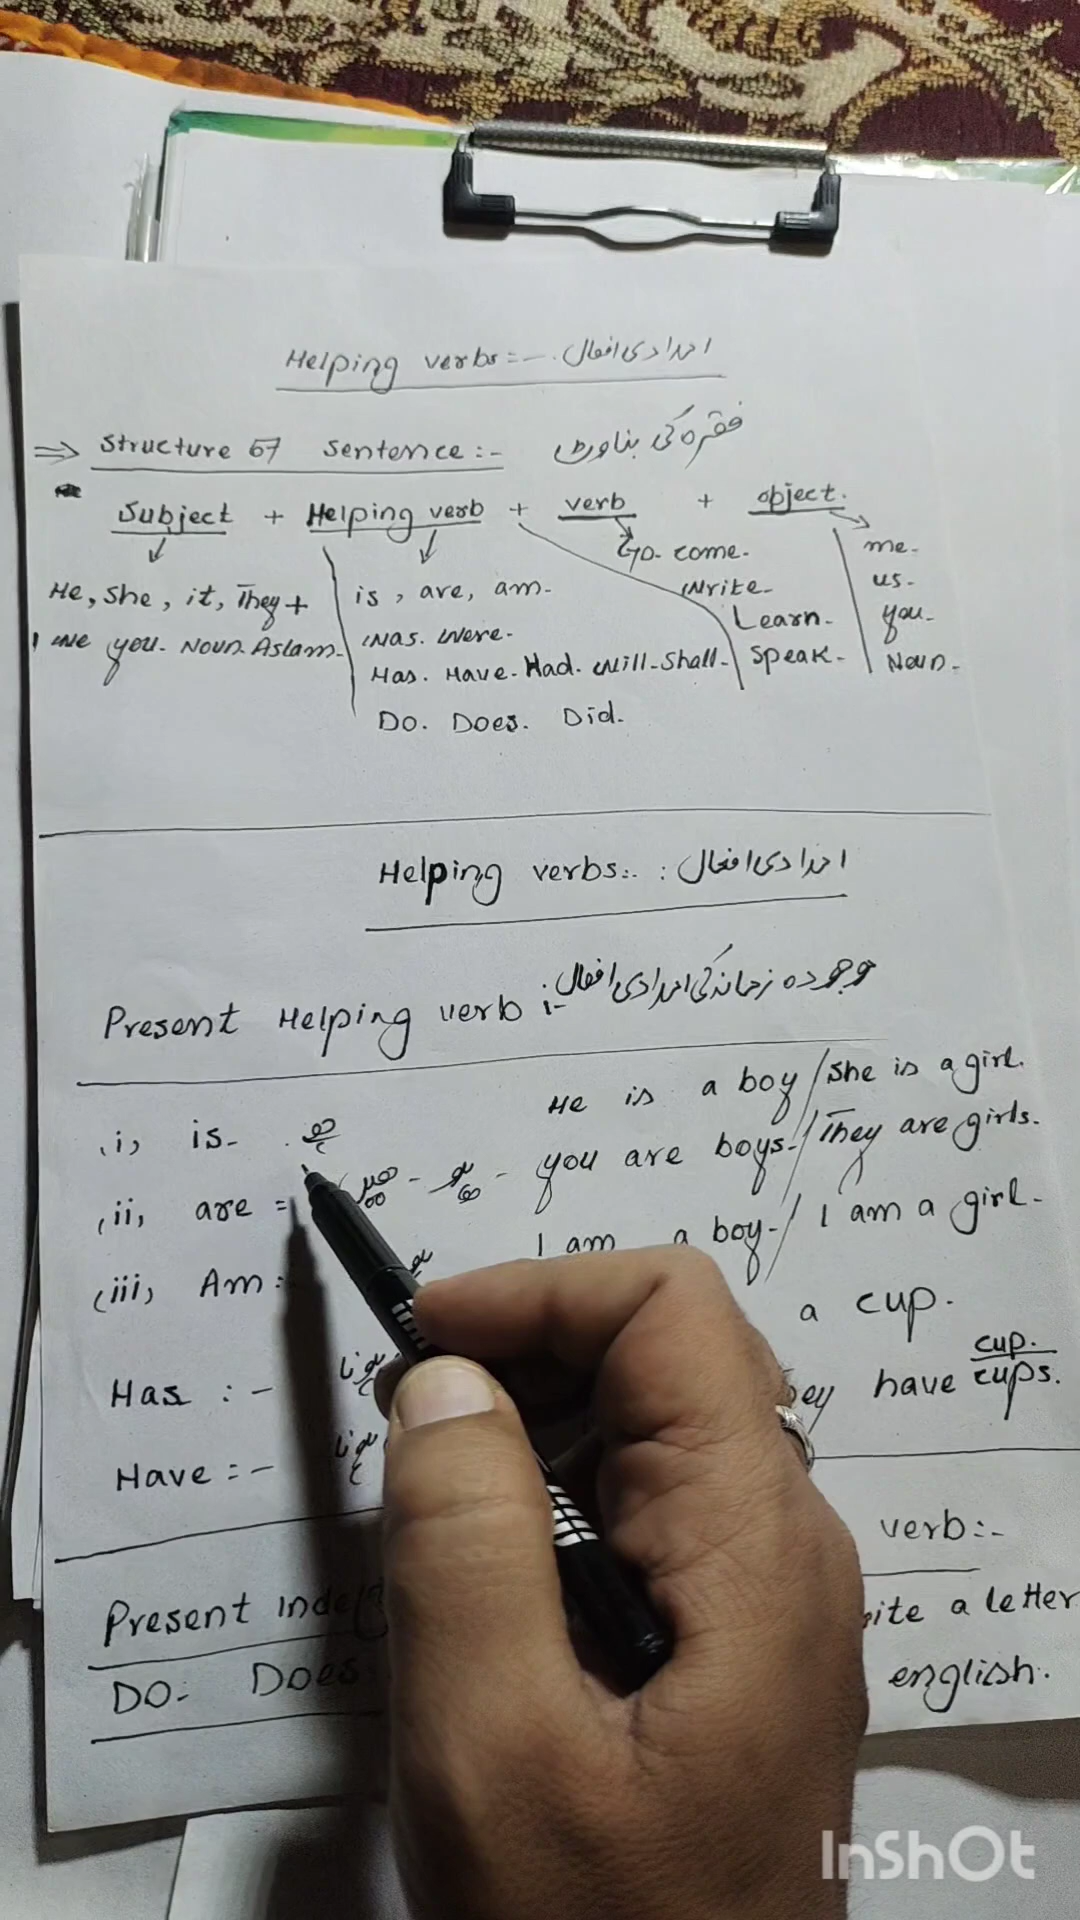 Helping verbs:-. امدادی افعال
⇒ Structure of Sentence:- فقرہ کی بناوٹ
Subject + Helping verb + verb + object.
He, She, it, They + is, are, am. Go. come. me.
I we you. Noun. Aslam. Was. Were. Write. us.
Has. Have. Had. Will. Shall. Learn. you.
Do. Does. Did. Speak. Noun.
Helping verbs:. : امدادی افعال
Present Helping verb :- موجودہ زمانہ کی امدادی افعال
(i) is- ہے He is a boy / She is a girl.
(ii) are = ہیں - ہو - you are boys. / They are girls.
(iii) Am: I am a boy. / I am a girl.
Has :- a cup.
Have :- have cup. / cups.
verb:-
Present a letter
DO. Does english.
InShOt